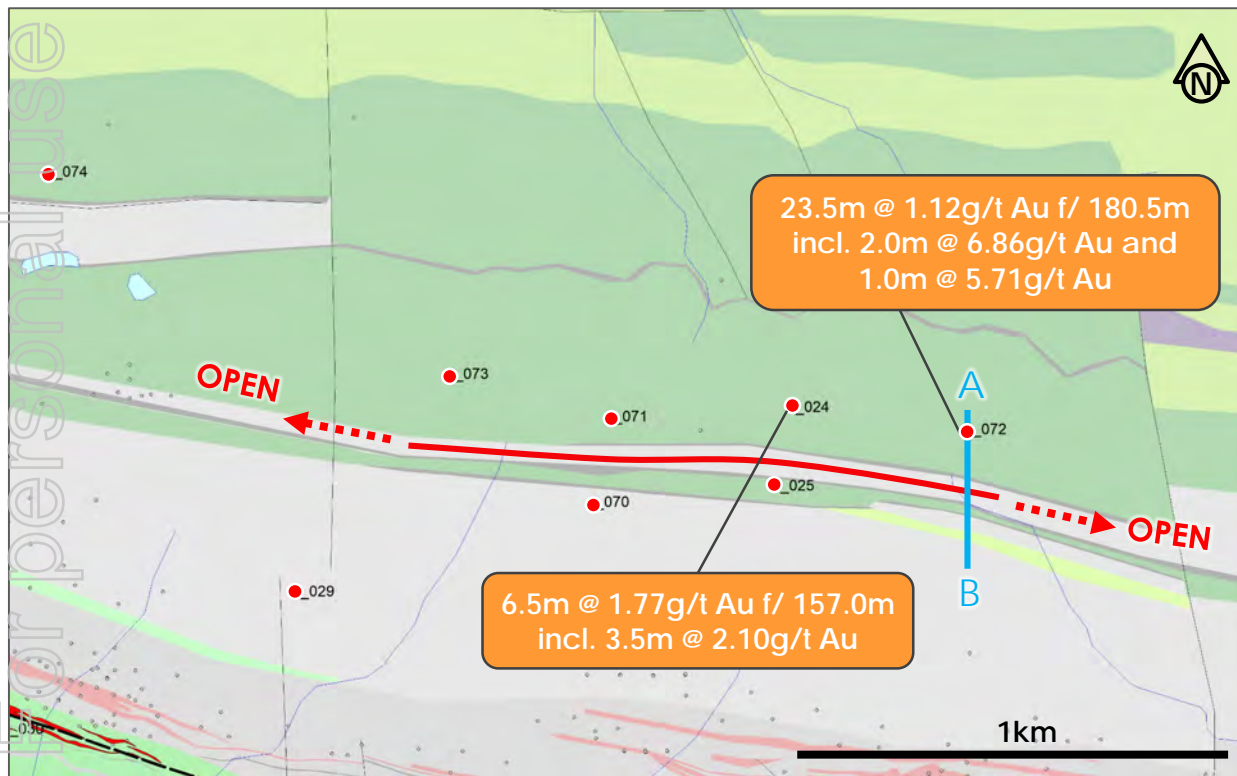 For personal use
N
_074
23.5m @ 1.12g/t Au f/ 180.5m
incl. 2.0m @ 6.86g/t Au and
1.0m @ 5.71g/t Au
OPEN
_073
_071
_024
A
_072
_025
_070
OPEN
B
_029
6.5m @ 1.77g/t Au f/ 157.0m
incl. 3.5m @ 2.10g/t Au
1km